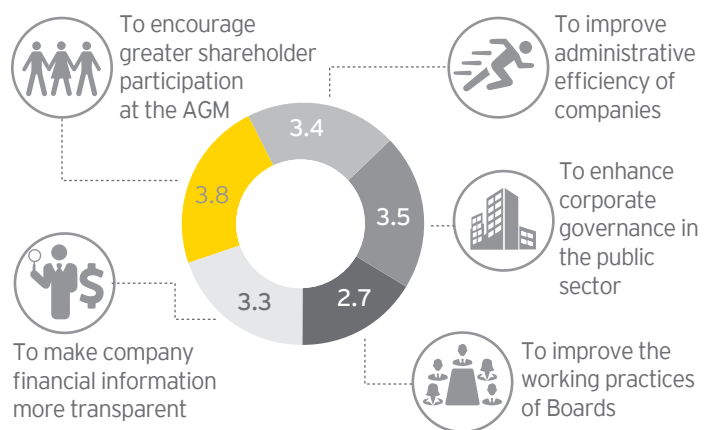 To encourage
greater shareholder
participation
at the AGM
To improve
administrative
efficiency of
companies
3.4
3.8
3.5
To enhance
corporate
governance in
the public
sector
3.3
2.7
$
To make company
financial information
more transparent
To improve the
working practices
of Boards